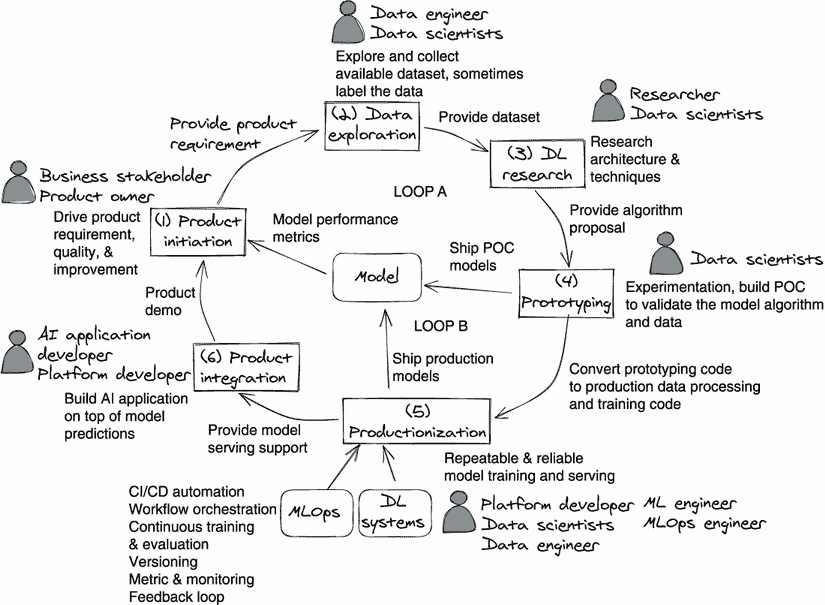 Data engineer
Data scientists
Explore and collect
available dataset, sometimes
label the data
(2) Data
exploration
Provide product
requirement
Provide dataset
Researcher
Data scientists
(3) DL
research
Research
architecture &
techniques
Business stakeholder
Product owner
Drive product
requirement,
quality, &
improvement
(1) Product
initiation
LOOP A
Model performance
metrics
Provide algorithm
proposal
Model
Ship POC
models
(4)
Prototyping
Data scientists
Experimentation, build POC
to validate the model algorithm
and data
Product
demo
LOOP B
AI application
developer
Platform developer
(6) Product
integration
Build AI application
on top of model
predictions
Ship production
models
Convert prototyping code
to production data processing
and training code
Provide model
serving support
(5)
Productionization
Repeatable & reliable
model training and serving
CI/CD automation
Workflow orchestration
Continuous training
& evaluation
Versioning
Metric & monitoring
Feedback loop
MLOps
DL
systems
Platform developer ML engineer
Data scientists MLOps engineer
Data engineer